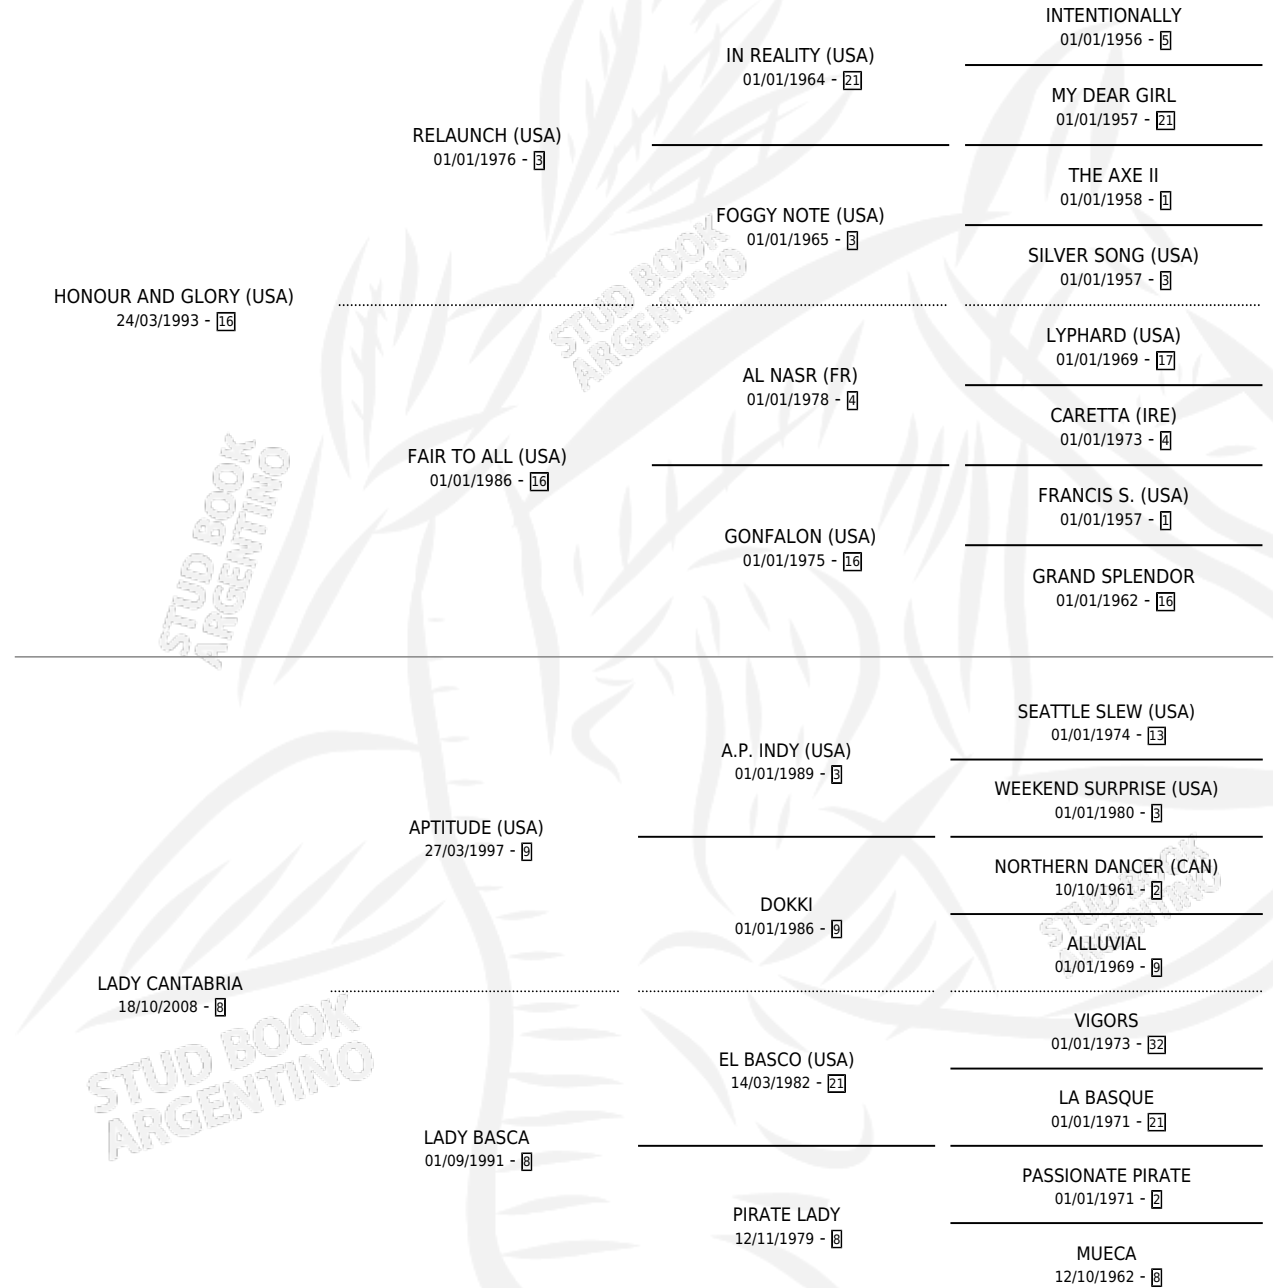 INTENTIONALLY
01/01/1956 - 5
IN REALITY (USA)
01/01/1964 - 21
MY DEAR GIRL
01/01/1957 - 21
RELAUNCH (USA)
01/01/1976 - 3
THE AXE II
01/01/1958 - 1
FOGGY NOTE (USA)
01/01/1965 - 3
SILVER SONG (USA)
01/01/1957 - 3
HONOUR AND GLORY (USA)
24/03/1993 - 16
LYPHARD (USA)
01/01/1969 - 17
AL NASR (FR)
01/01/1978 - 4
CARETTA (IRE)
01/01/1973 - 4
FAIR TO ALL (USA)
01/01/1986 - 16
FRANCIS S. (USA)
01/01/1957 - 1
GONFALON (USA)
01/01/1975 - 16
GRAND SPLENDOR
01/01/1962 - 16
SEATTLE SLEW (USA)
01/01/1974 - 13
A.P. INDY (USA)
01/01/1989 - 3
WEEKEND SURPRISE (USA)
01/01/1980 - 3
APTITUDE (USA)
27/03/1997 - 9
NORTHERN DANCER (CAN)
10/10/1961 - 2
DOKKI
01/01/1986 - 9
ALLUVIAL
01/01/1969 - 9
LADY CANTABRIA
18/10/2008 - 8
VIGORS
01/01/1973 - 32
EL BASCO (USA)
14/03/1982 - 21
LA BASQUE
01/01/1971 - 21
LADY BASCA
01/09/1991 - 8
PASSIONATE PIRATE
01/01/1971 - 2
PIRATE LADY
12/11/1979 - 8
MUECA
12/10/1962 - 8
STUD BOOK
ARGENTINO
STUD BOOK
ARGENTINO
STUD BOOK
ARGENTINO
STUD BOOK
ARGENTINO